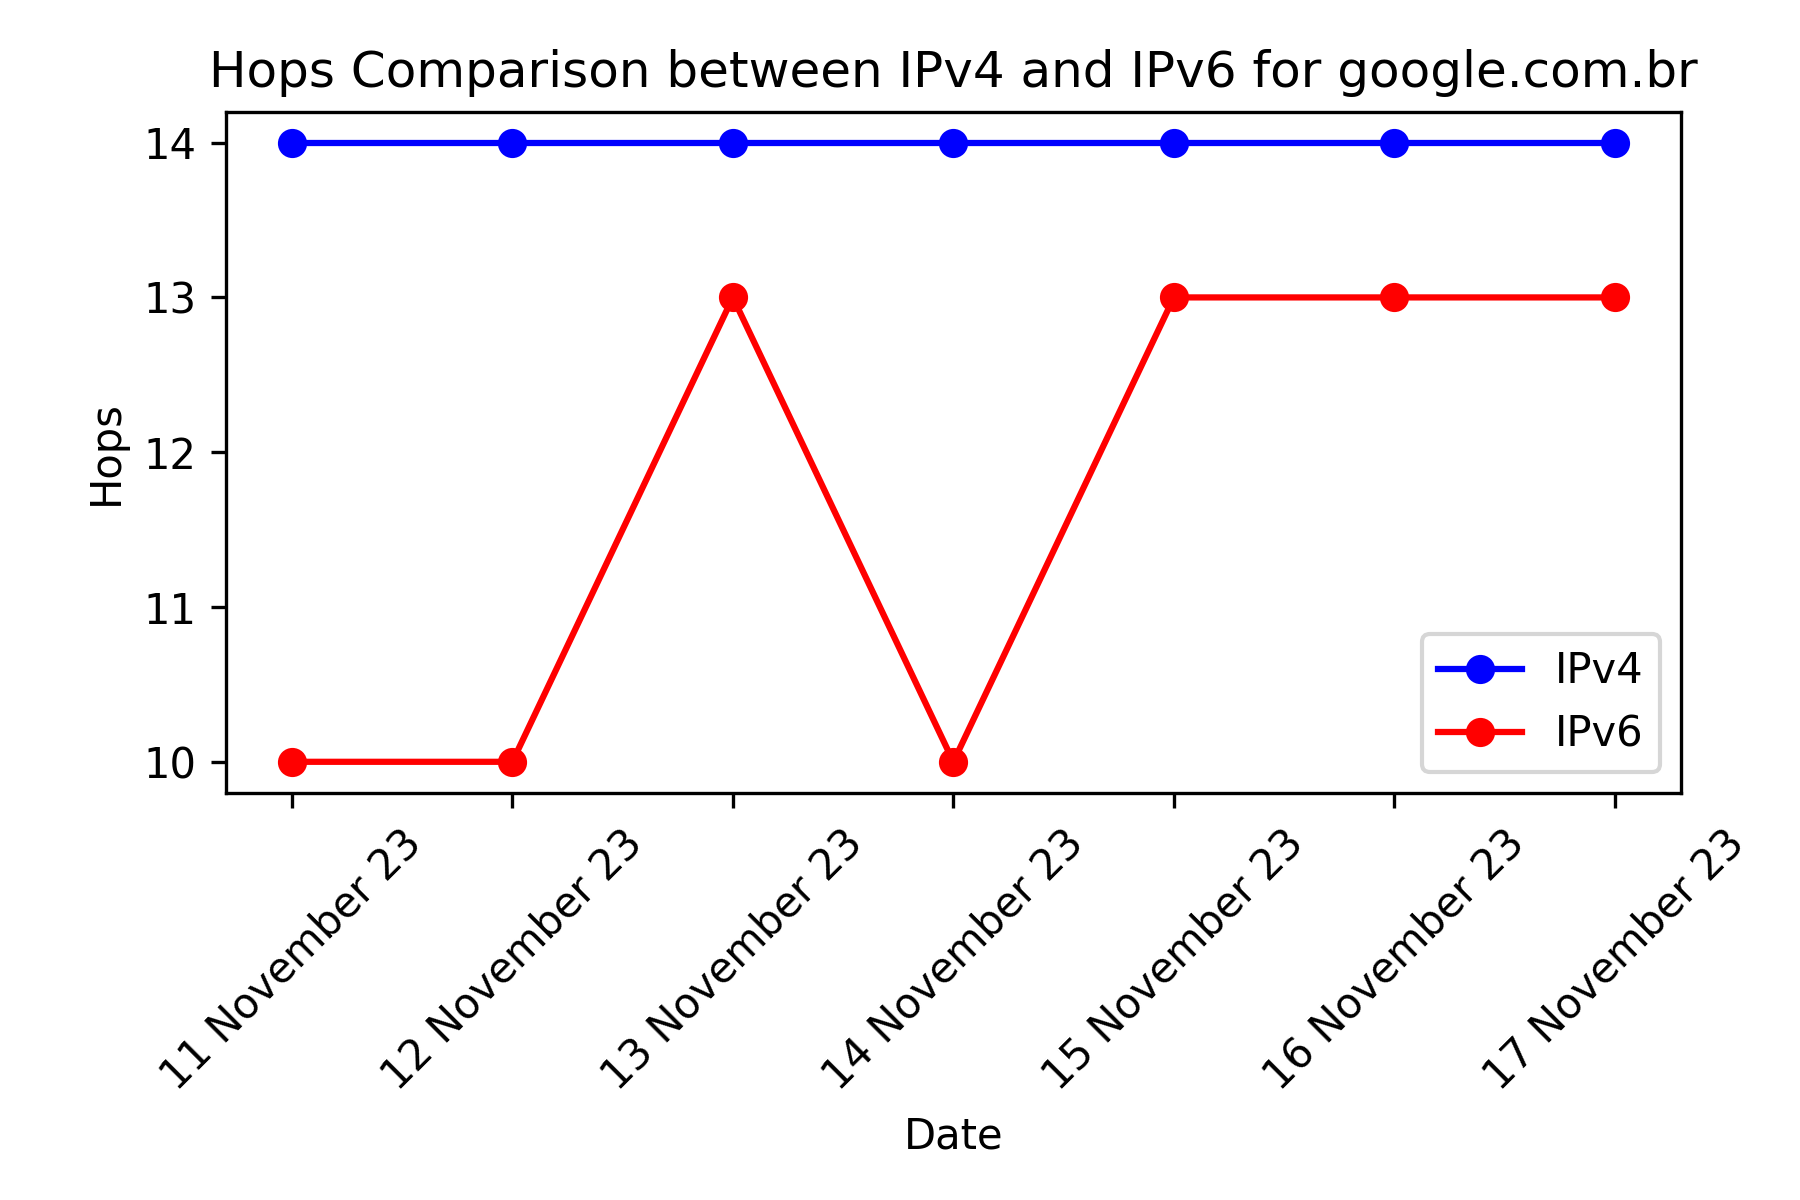 Hops Comparison between IPv4 and IPv6 for google.com.br
Hops
14
13
12
11
10
IPv4
IPv6
11 November 23
12 November 23
13 November 23
14 November 23
15 November 23
16 November 23
17 November 23
Date